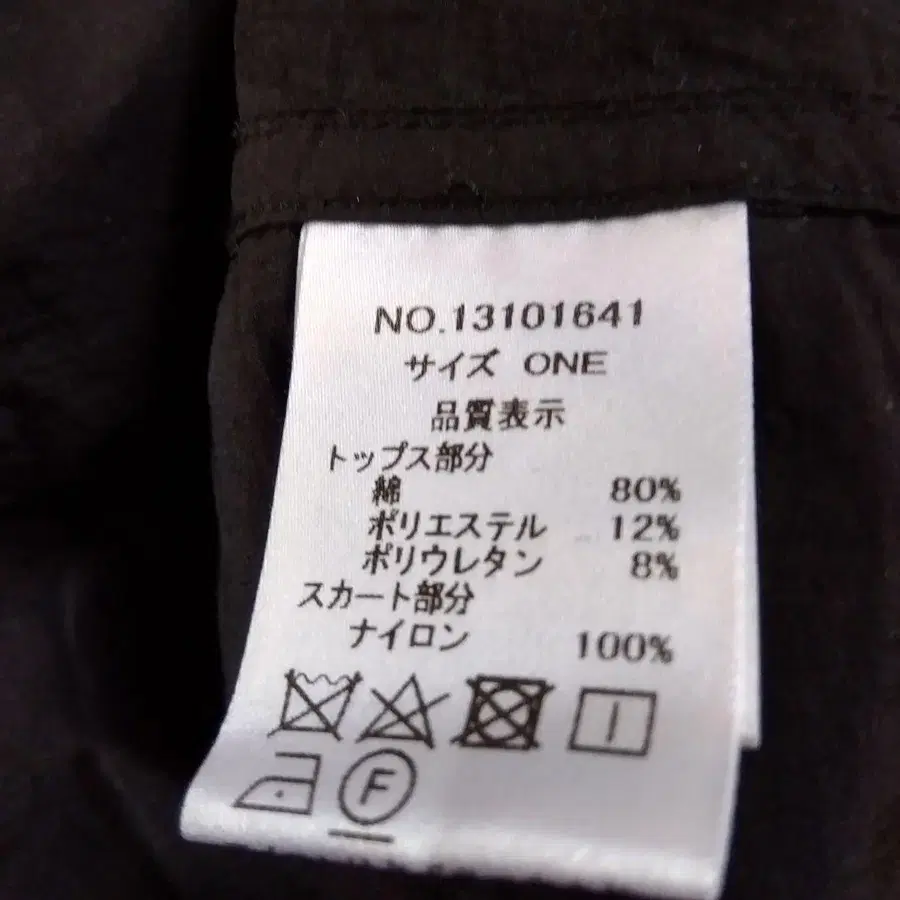 NO.13101641
サイズ ONE
品質表示
トップス部分
綿 80%
ポリエステル 12%
ポリウレタン 8%
スカート部分
ナイロン 100%
F